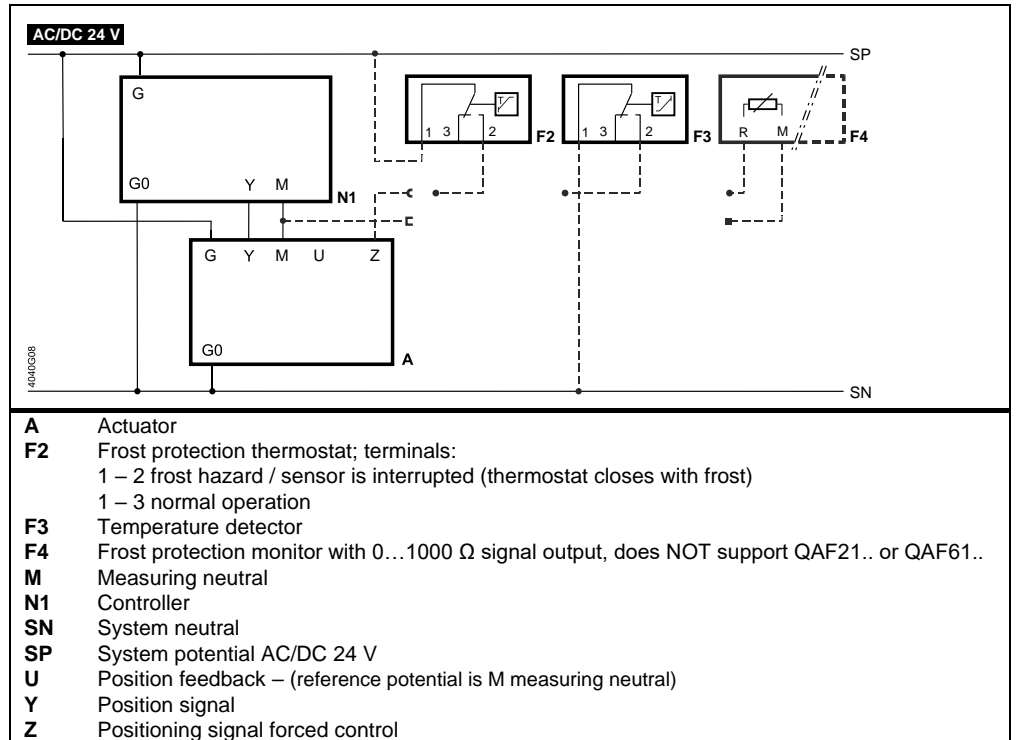 AC/DC 24 V
SP
G
T
T
1 3 2 F2
1 3 2 F3
R M F4
G0 Y M N1
G Y M U Z
G0 A
4040G08
SN
A Actuator
F2 Frost protection thermostat; terminals:
1 – 2 frost hazard / sensor is interrupted (thermostat closes with frost)
1 – 3 normal operation
F3 Temperature detector
F4 Frost protection monitor with 0…1000 Ω signal output, does NOT support QAF21.. or QAF61..
M Measuring neutral
N1 Controller
SN System neutral
SP System potential AC/DC 24 V
U Position feedback – (reference potential is M measuring neutral)
Y Position signal
Z Positioning signal forced control